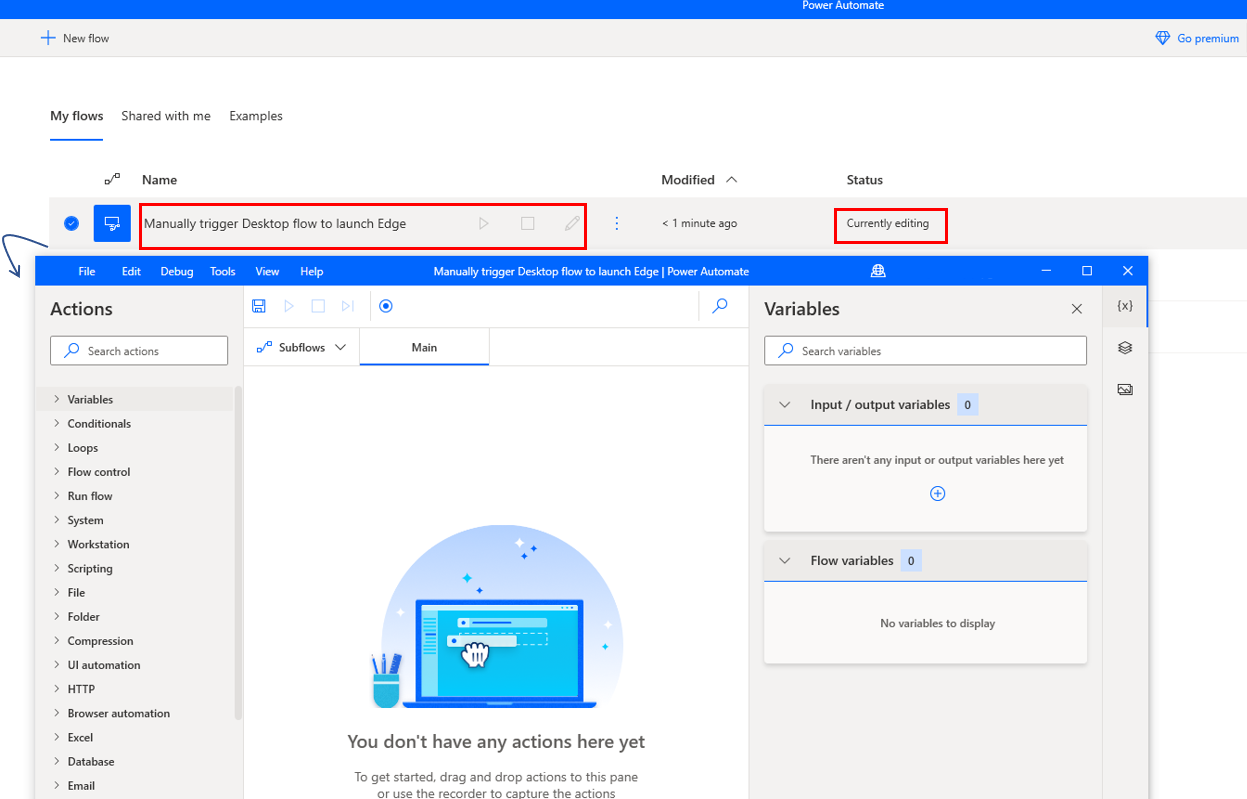 Power Automate
New flow
Go premium
My flows Shared with me Examples
Name Modified Status
Manually trigger Desktop flow to launch Edge < 1 minute ago Currently editing
File Edit Debug Tools View Help Manually trigger Desktop flow to launch Edge | Power Automate
Actions
Search actions
Variables
Conditionals
Loops
Flow control
Run flow
System
Workstation
Scripting
File
Folder
Compression
UI automation
HTTP
Browser automation
Excel
Database
Email
Subflows Main
You don't have any actions here yet
To get started, drag and drop actions to this pane
or use the recorder to capture the actions
Variables
{x}
Search variables
Input / output variables 0
There aren't any input or output variables here yet
Flow variables 0
No variables to display